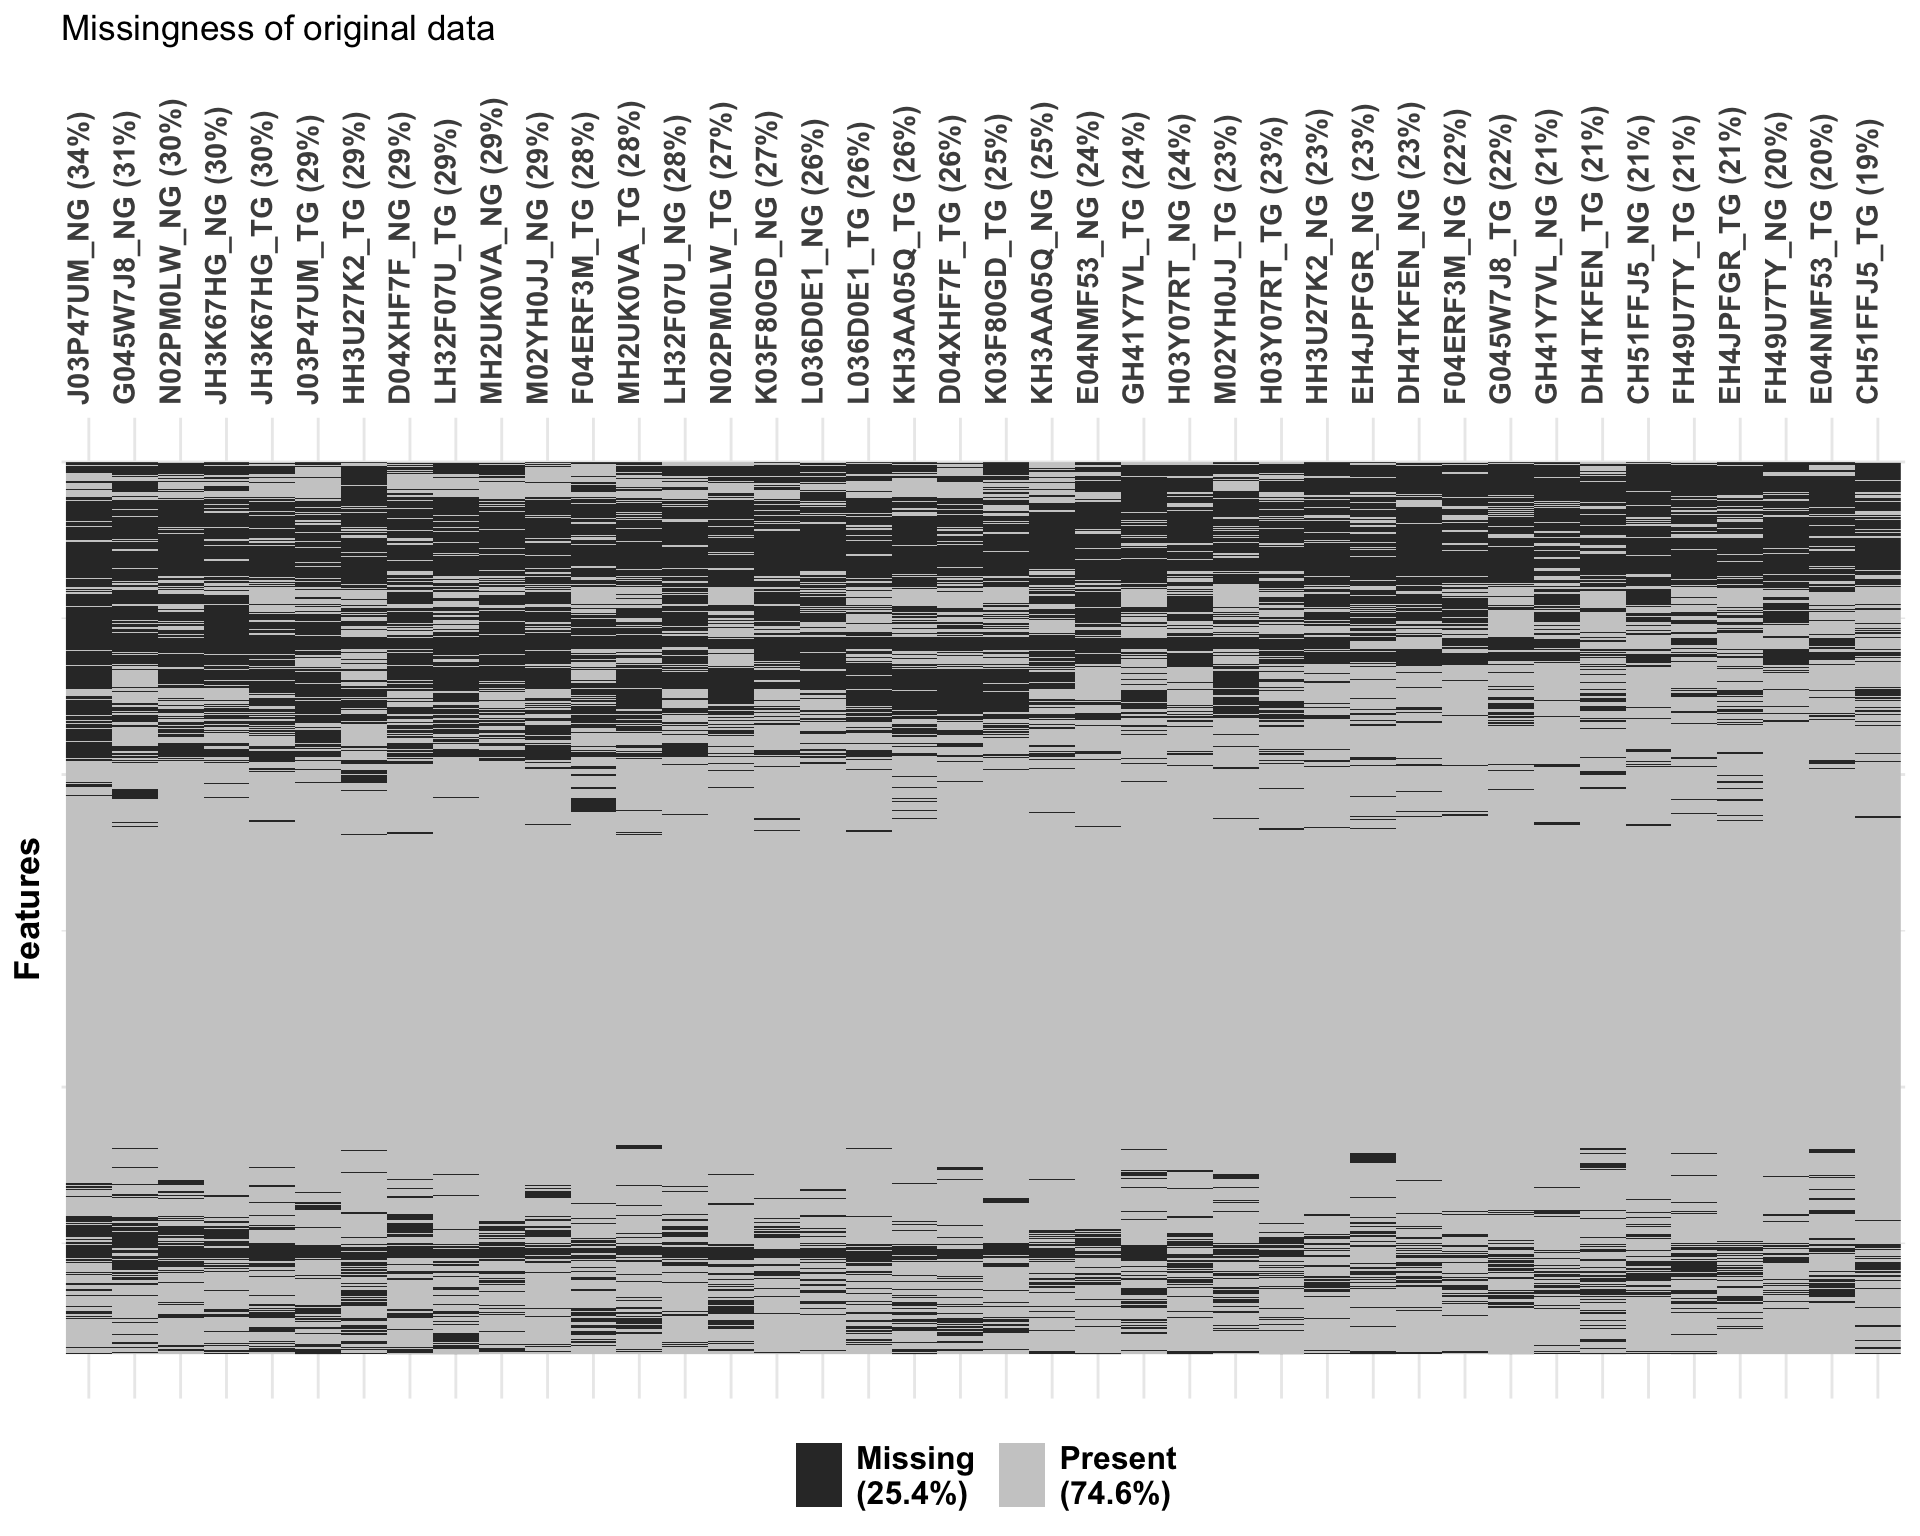 Missingness of original data
J03P47UM_NG (34%)
G045W7J8_NG (31%)
N02PM0LW_NG (30%)
JH3K67HG_NG (30%)
JH3K67HG_TG (30%)
J03P47UM_TG (29%)
HH3U27K2_TG (29%)
D04XHF7F_NG (29%)
LH32F07U_TG (29%)
MH2UK0VA_NG (29%)
M02YH0JJ_NG (29%)
F04ERF3M_TG (28%)
MH2UK0VA_TG (28%)
LH32F07U_NG (28%)
N02PM0LW_TG (27%)
K03F80GD_NG (27%)
L036D0E1_NG (26%)
L036D0E1_TG (26%)
KH3AA05Q_TG (26%)
D04XHF7F_TG (26%)
K03F80GD_TG (25%)
KH3AA05Q_NG (25%)
E04NMF53_NG (24%)
GH41Y7VL_TG (24%)
H03Y07RT_NG (24%)
M02YH0JJ_TG (23%)
H03Y07RT_TG (23%)
HH3U27K2_NG (23%)
EH4JPFGR_NG (23%)
DH4TKFEN_NG (23%)
F04ERF3M_NG (22%)
G045W7J8_TG (22%)
GH41Y7VL_NG (21%)
DH4TKFEN_TG (21%)
CH51FFJ5_NG (21%)
FH49U7TY_TG (21%)
EH4JPFGR_TG (21%)
FH49U7TY_NG (20%)
E04NMF53_TG (20%)
CH51FFJ5_TG (19%)
Features
Missing
(25.4%)
Present
(74.6%)